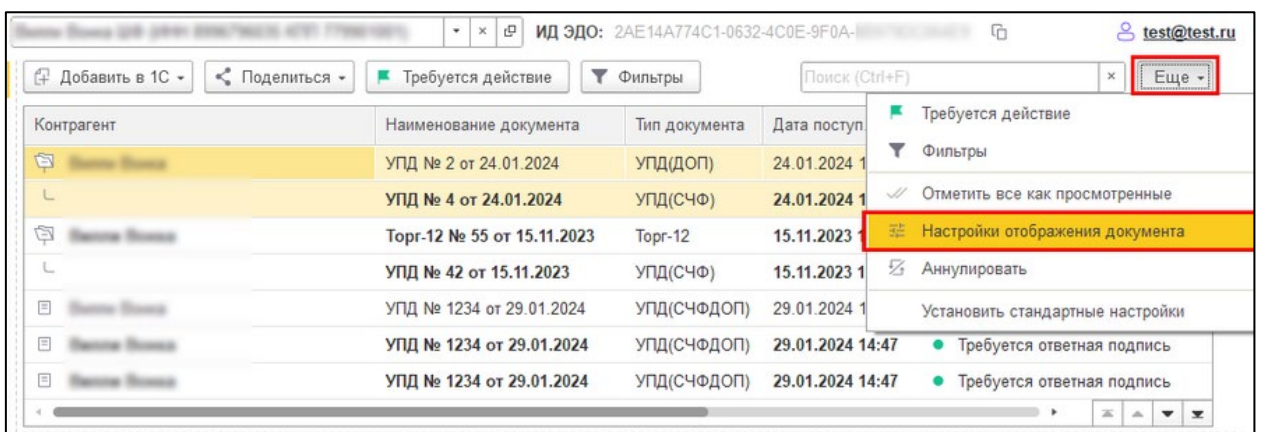 ИД ЭДО: 2AE14A774C1-0632-4C0E-9F0A- test@test.ru
Добавить в 1С Поделиться Требуется действие Фильтры Поиск (Ctrl+F) Еще
Контрагент Наименование документа Тип документа Дата поступ.
УПД № 2 от 24.01.2024 УПД(ДОП) 24.01.2024 1
УПД № 4 от 24.01.2024 УПД(СЧФ) 24.01.2024 1
Торг-12 № 55 от 15.11.2023 Торг-12 15.11.2023 1
УПД № 42 от 15.11.2023 УПД(СЧФ) 15.11.2023 1
УПД № 1234 от 29.01.2024 УПД(СЧФДОП) 29.01.2024 1
УПД № 1234 от 29.01.2024 УПД(СЧФДОП) 29.01.2024 14:47 Требуется ответная подпись
УПД № 1234 от 29.01.2024 УПД(СЧФДОП) 29.01.2024 14:47 Требуется ответная подпись
Требуется действие
Фильтры
Отметить все как просмотренные
Настройки отображения документа
Аннулировать
Установить стандартные настройки